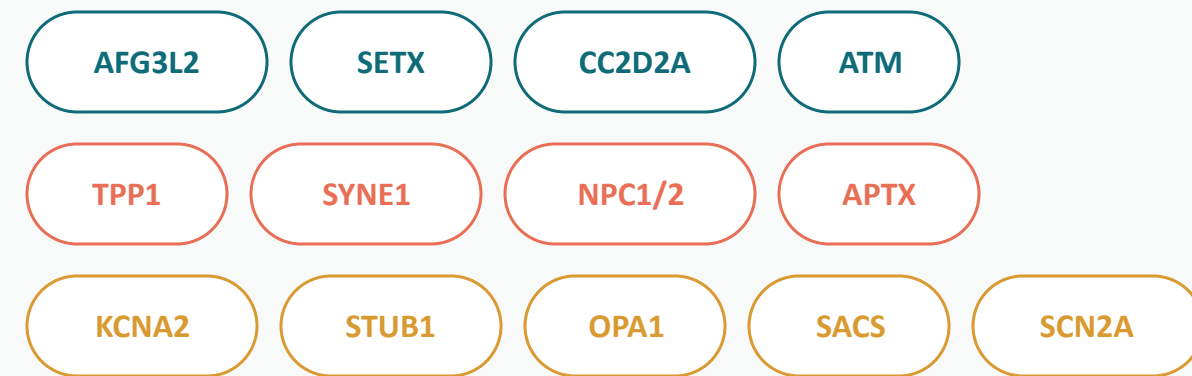 AFG3L2 SETX CC2D2A ATM
TPP1 SYNE1 NPC1/2 APTX
KCNA2 STUB1 OPA1 SACS SCN2A